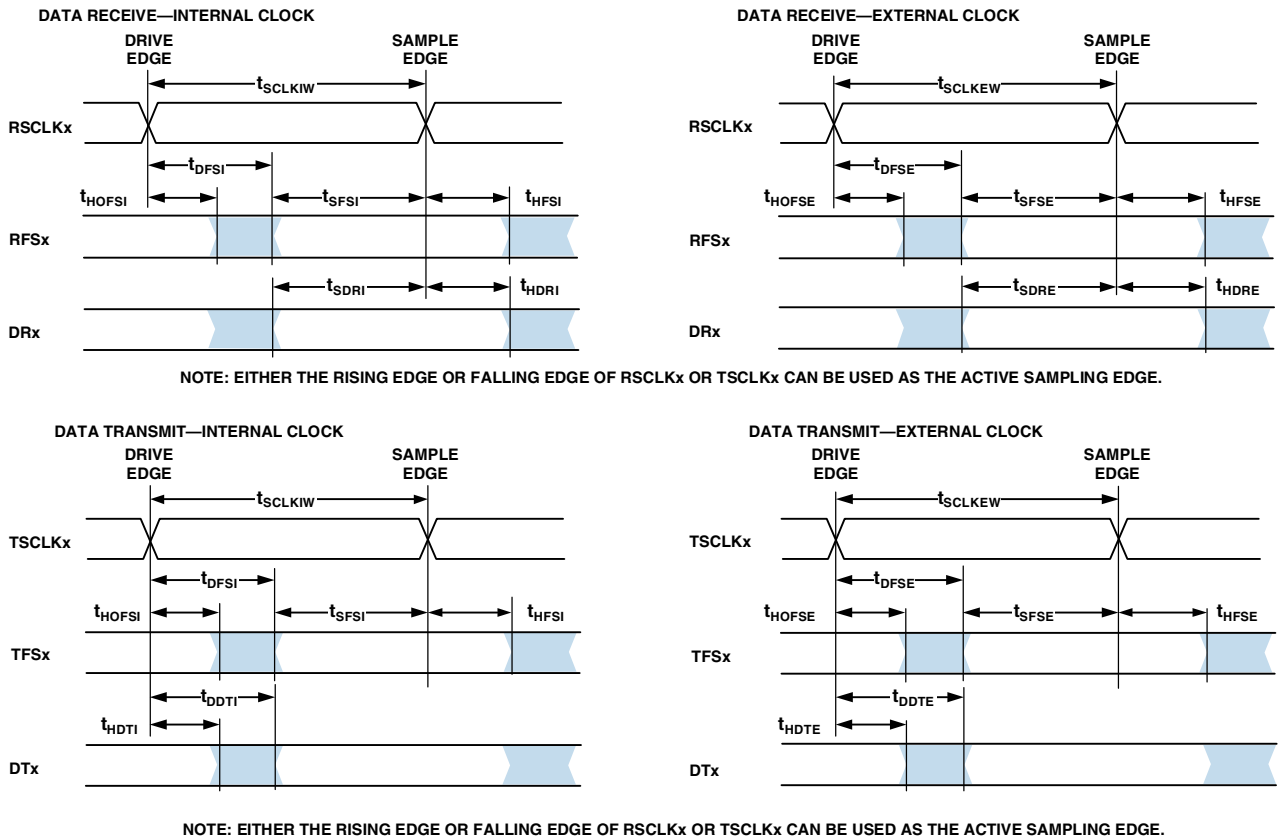 DATA RECEIVE—INTERNAL CLOCK
DRIVE
EDGE
SAMPLE
EDGE
tSCLKIW
RSCLKx
tDFSI
tHOFSI
tSFSI
tHFSI
RFSx
tSDRI
tHDRI
DRx
DATA RECEIVE—EXTERNAL CLOCK
DRIVE
EDGE
SAMPLE
EDGE
tSCLKEW
RSCLKx
tDFSE
tHOFSE
tSFSE
tHFSE
RFSx
tSDRE
tHDRE
DRx
NOTE: EITHER THE RISING EDGE OR FALLING EDGE OF RSCLKx OR TSCLKx CAN BE USED AS THE ACTIVE SAMPLING EDGE.
DATA TRANSMIT—INTERNAL CLOCK
DRIVE
EDGE
SAMPLE
EDGE
tSCLKIW
TSCLKx
tDFSI
tHOFSI
tSFSI
tHFSI
TFSx
tDDTI
tHDTI
DTx
DATA TRANSMIT—EXTERNAL CLOCK
DRIVE
EDGE
SAMPLE
EDGE
tSCLKEW
TSCLKx
tDFSE
tHOFSE
tSFSE
tHFSE
TFSx
tDDTE
tHDTE
DTx
NOTE: EITHER THE RISING EDGE OR FALLING EDGE OF RSCLKx OR TSCLKx CAN BE USED AS THE ACTIVE SAMPLING EDGE.